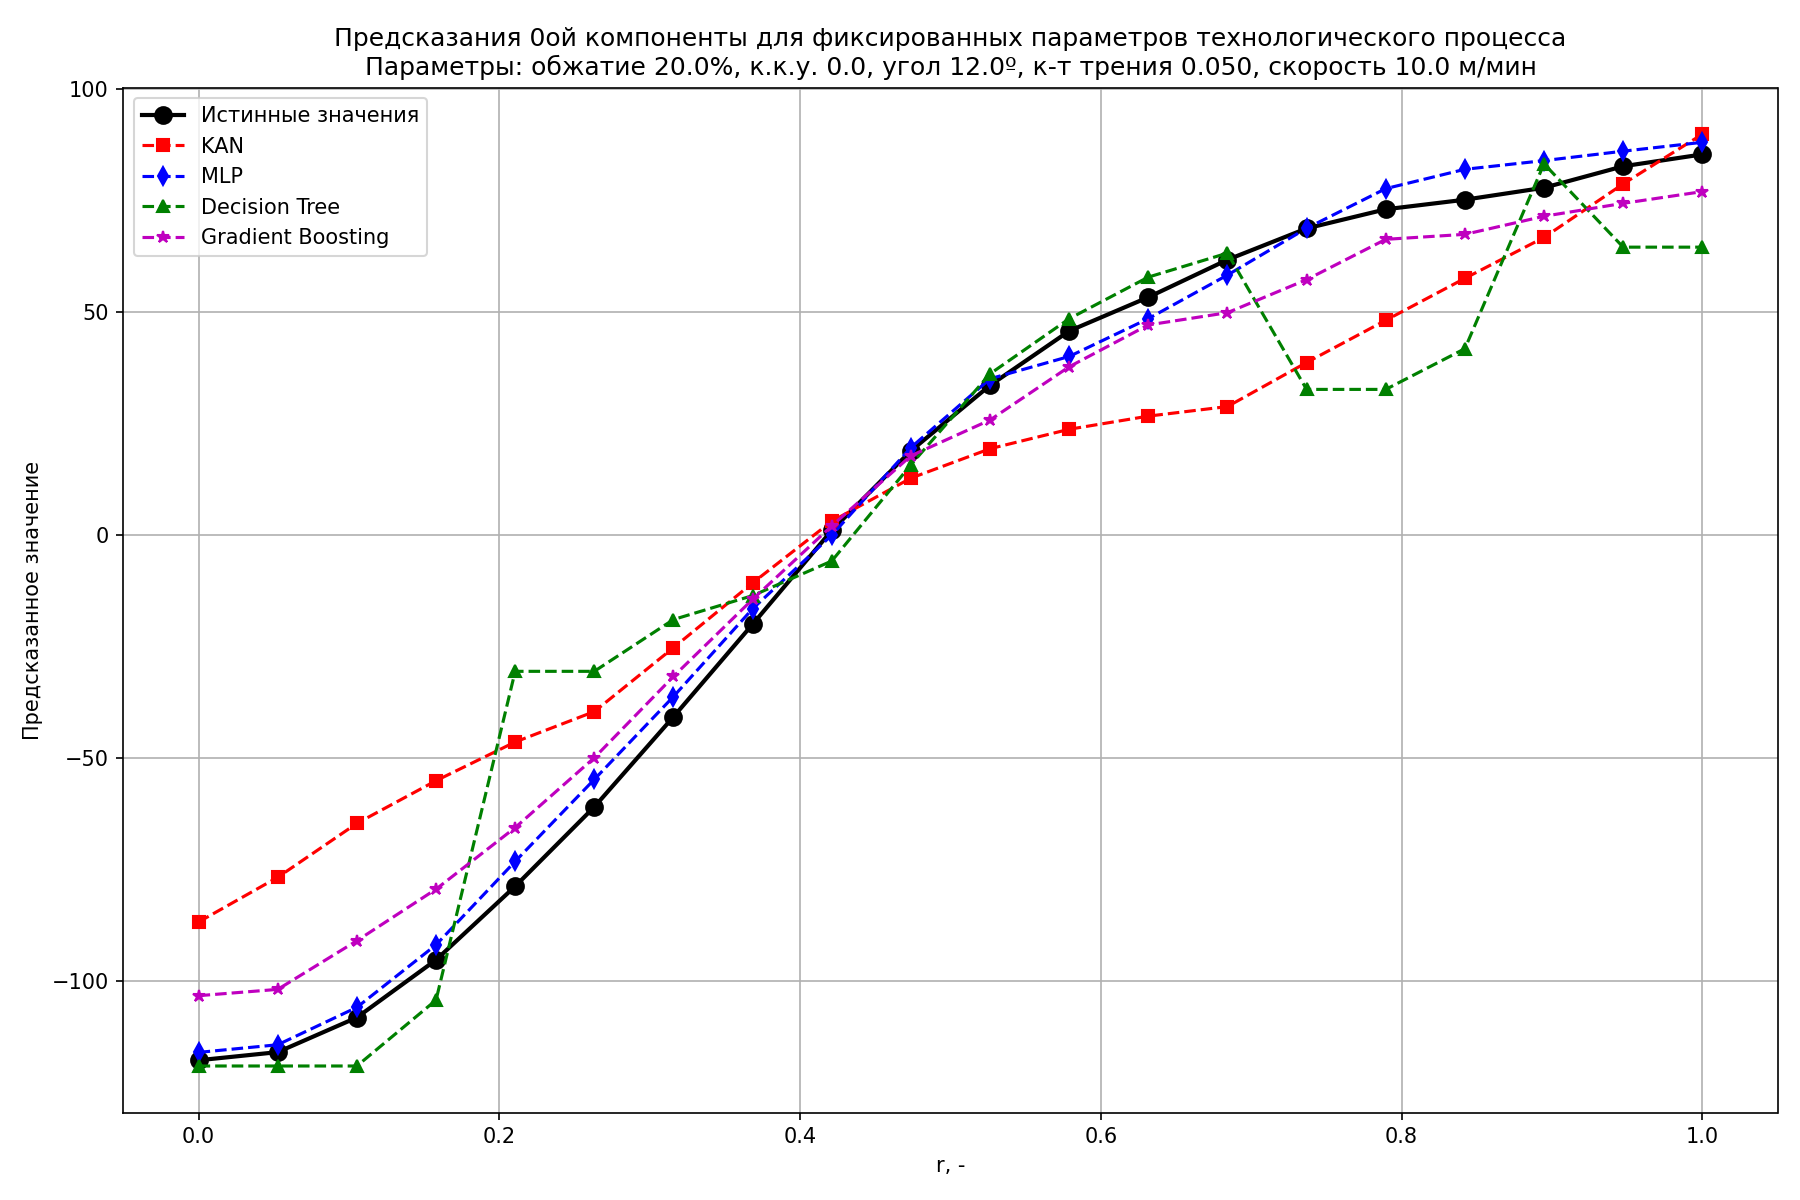 Предсказания 0ой компоненты для фиксированных параметров технологического процесса
Параметры: обжатие 20.0%, к.к.у. 0.0, угол 12.0º, к-т трения 0.050, скорость 10.0 м/мин
Истинные значения
KAN
MLP
Decision Tree
Gradient Boosting
Предсказанное значение
100
50
0
−50
−100
0.0
0.2
0.4
0.6
0.8
1.0
r, -